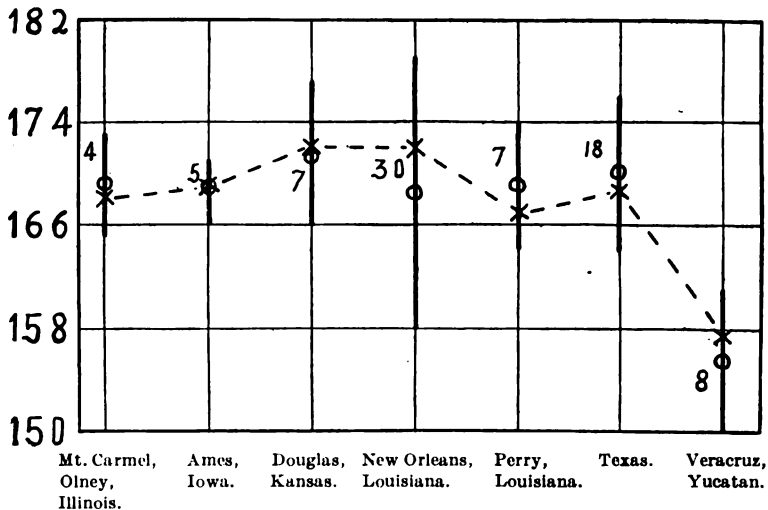 182
174
166
158
150
4
5
7
30
7
18
8
Mt. Carmel,
Olney,
Illinois.
Ames,
Iowa.
Douglas,
Kansas.
New Orleans,
Louisiana.
Perry,
Louisiana.
Texas.
Veracruz,
Yucatan.